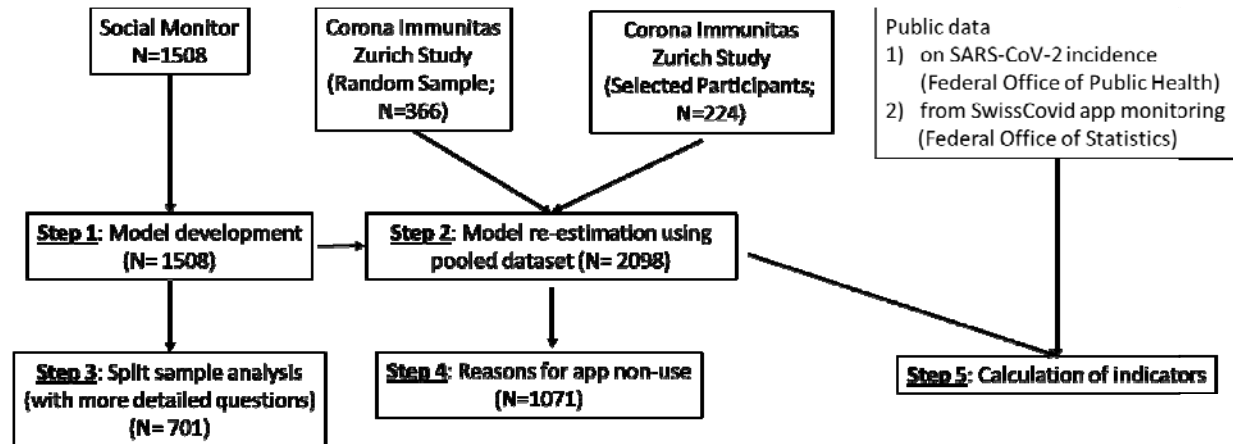 Social Monitor
N=1508
Corona Immunitas
Zurich Study
(Random Sample;
N=366)
Corona Immunitas
Zurich Study
(Selected Participants;
N=224)
Public data
1) on SARS-CoV-2 incidence
(Federal Office of Public Health)
2) from SwissCovid app monitoring
(Federal Office of Statistics)
Step 1: Model development
(N= 1508)
Step 2: Model re-estimation using
pooled dataset (N= 2098)
Step 3: Split sample analysis
(with more detailed questions)
(N= 701)
Step 4: Reasons for app non-use
(N=1071)
Step 5: Calculation of indicators